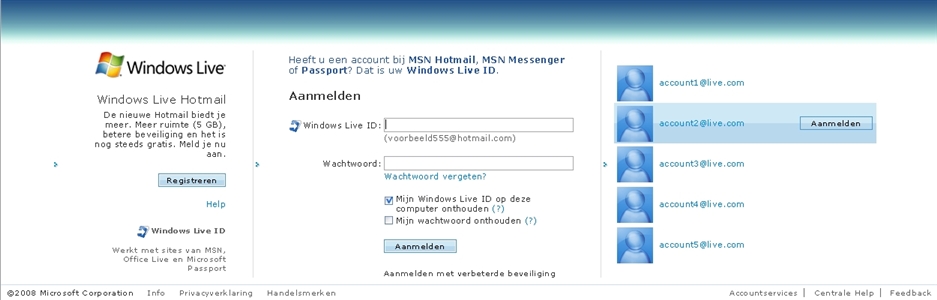 Windows Live
Windows Live Hotmail
De nieuwe Hotmail biedt je
meer. Meer ruimte (5 GB),
betere beveiliging en het is
nog steeds gratis. Meld je nu
aan.
Registreren
Help
Windows Live ID
Werkt met sites van MSN,
Office Live en Microsoft
Passport
Heeft u een account bij MSN Hotmail, MSN Messenger
of Passport? Dat is uw Windows Live ID.
Aanmelden
Windows Live ID:
(voorbeeld555@hotmail.com)
Wachtwoord:
Wachtwoord vergeten?
Mijn Windows Live ID op deze
computer onthouden (?)
Mijn wachtwoord onthouden (?)
Aanmelden
Aanmelden met verbeterde beveiliging
account1@live.com
account2@live.com Aanmelden
account3@live.com
account4@live.com
account5@live.com
©2008 Microsoft Corporation Info Privacyverklaring Handelsmerken Accountservices | Centrale Help | Feedback